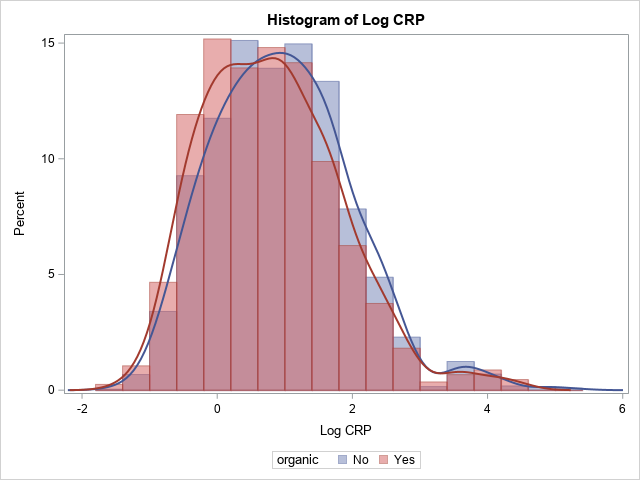 Histogram of Log CRP
15
10
5
0
Percent
-2 0 2 4 6
Log CRP
organic No Yes